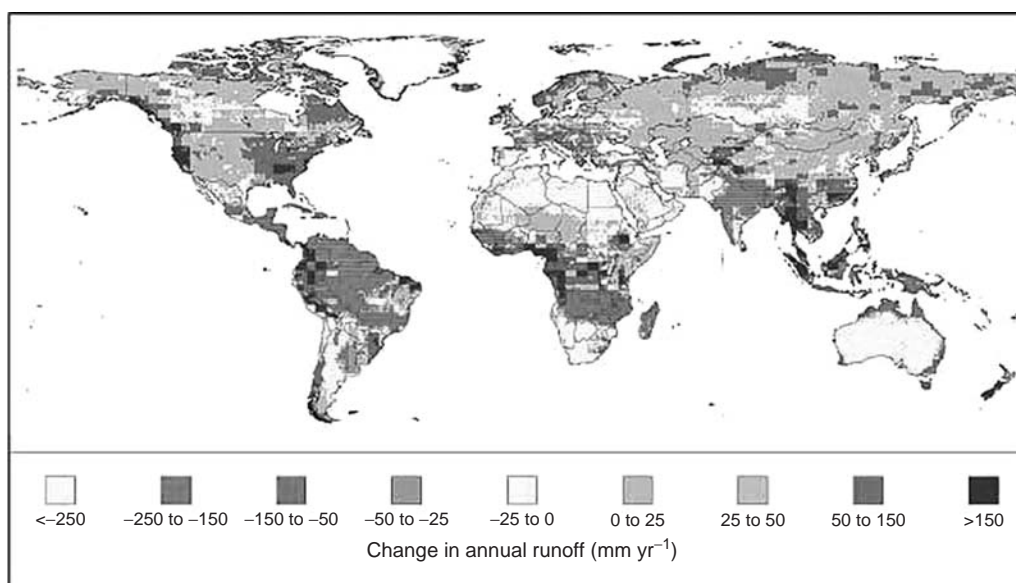 <–250
–250 to –150
–150 to –50
–50 to –25
–25 to 0
0 to 25
25 to 50
50 to 150
>150
Change in annual runoff (mm yr⁻¹)